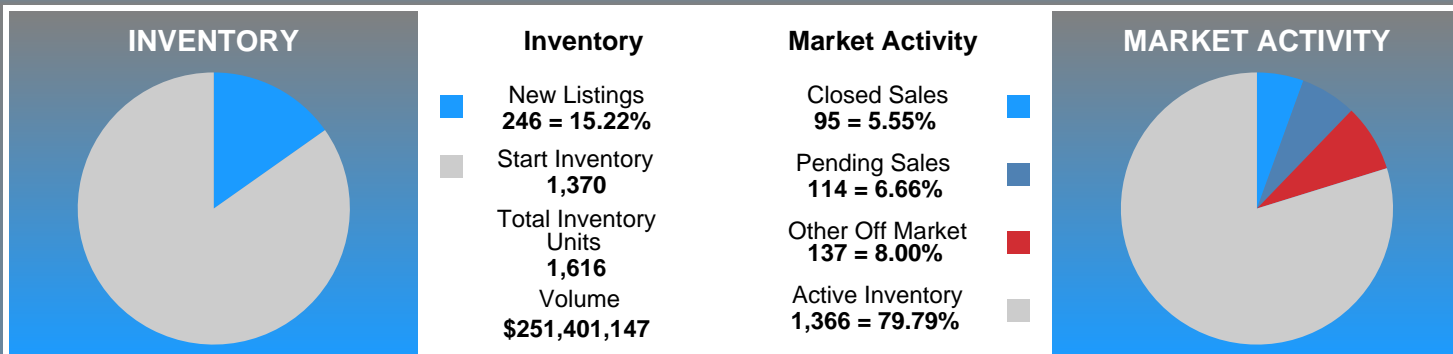 INVENTORY
Inventory
New Listings
246 = 15.22%
Start Inventory
1,370
Total Inventory
Units
1,616
Volume
$251,401,147
Market Activity
Closed Sales
95 = 5.55%
Pending Sales
114 = 6.66%
Other Off Market
137 = 8.00%
Active Inventory
1,366 = 79.79%
MARKET ACTIVITY